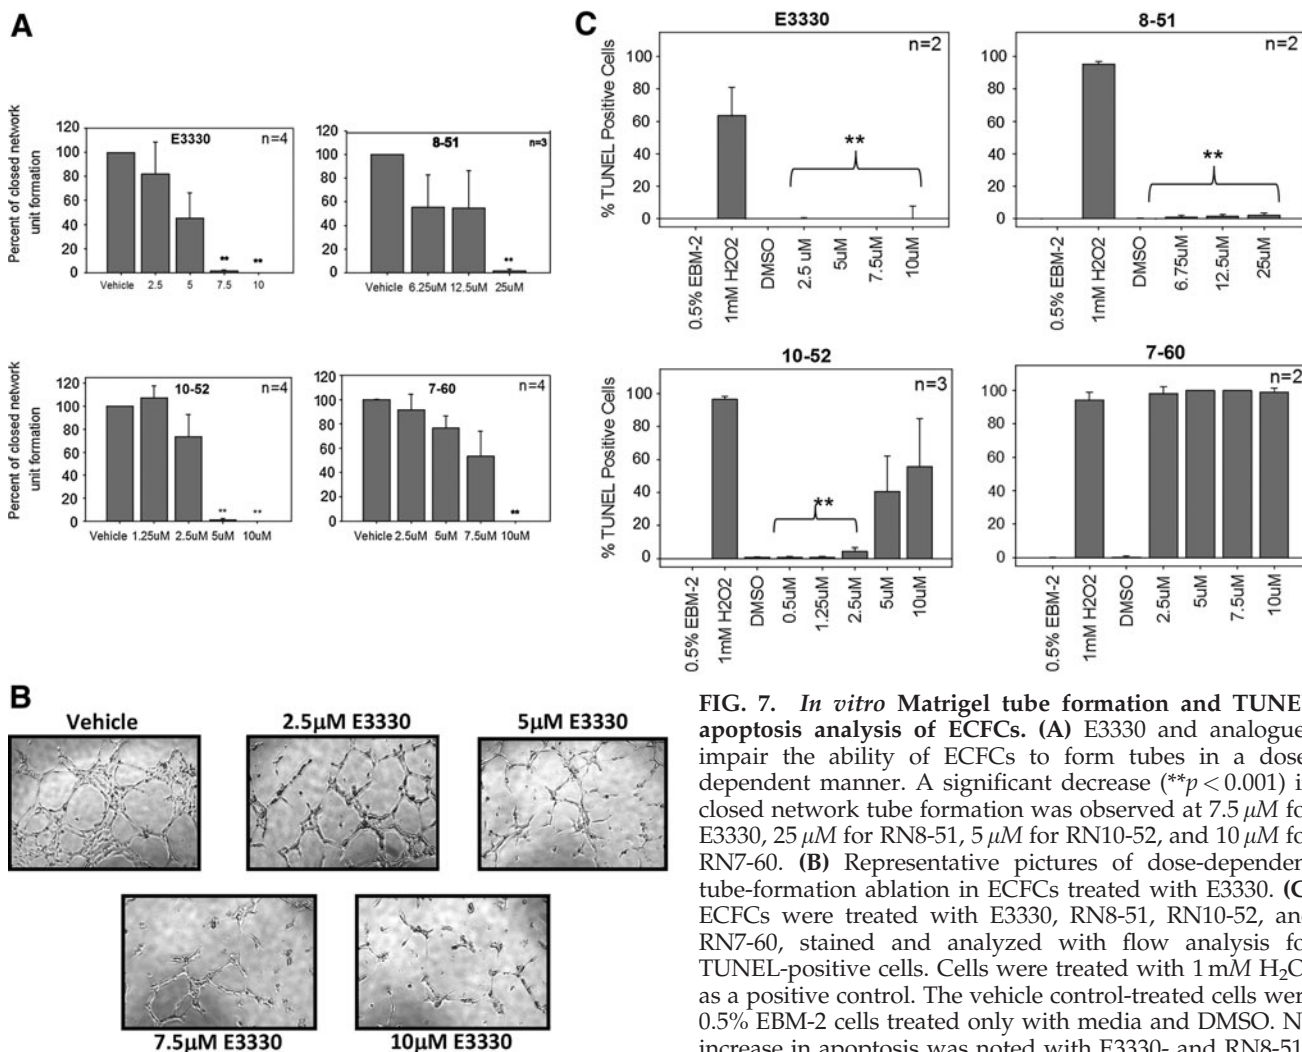 A
E3330
n=4
Percent of closed network
unit formation
120
100
80
60
40
20
0
**
**
Vehicle 2.5 5 7.5 10
8-51
n=3
120
100
80
60
40
20
0
**
Vehicle 6.25uM 12.5uM 25uM
10-52
n=4
Percent of closed network
unit formation
120
100
80
60
40
20
0
**
**
Vehicle 1.25uM 2.5uM 5uM 10uM
7-60
n=4
120
100
80
60
40
20
0
**
Vehicle 2.5uM 5uM 7.5uM 10uM
C
E3330
n=2
% TUNEL Positive Cells
100
80
60
40
20
0
**
0.5% EBM-2
1mM H2O2
DMSO
2.5 uM
5uM
7.5uM
10uM
8-51
n=2
100
80
60
40
20
0
**
0.5% EBM-2
1mM H2O2
DMSO
6.75uM
12.5uM
25uM
10-52
n=3
% TUNEL Positive Cells
100
80
60
40
20
0
**
0.5% EBM-2
1mM H2O2
DMSO
0.5uM
1.25uM
2.5uM
5uM
10uM
7-60
n=2
100
80
60
40
20
0
0.5% EBM-2
1mM H2O2
DMSO
2.5uM
5uM
7.5uM
10uM
B
Vehicle
2.5µM E3330
5µM E3330
7.5µM E3330
10µM E3330
FIG. 7. In vitro Matrigel tube formation and TUNE
apoptosis analysis of ECFCs. (A) E3330 and analogue
impair the ability of ECFCs to form tubes in a dose
dependent manner. A significant decrease (**p < 0.001) i
closed network tube formation was observed at 7.5 µM fo
E3330, 25 µM for RN8-51, 5 µM for RN10-52, and 10 µM fo
RN7-60. (B) Representative pictures of dose-dependen
tube-formation ablation in ECFCs treated with E3330. (C
ECFCs were treated with E3330, RN8-51, RN10-52, an
RN7-60, stained and analyzed with flow analysis fo
TUNEL-positive cells. Cells were treated with 1 mM H₂O
as a positive control. The vehicle control-treated cells wer
0.5% EBM-2 cells treated only with media and DMSO. N
increase in apoptosis was noted with E3330- and RN8-51